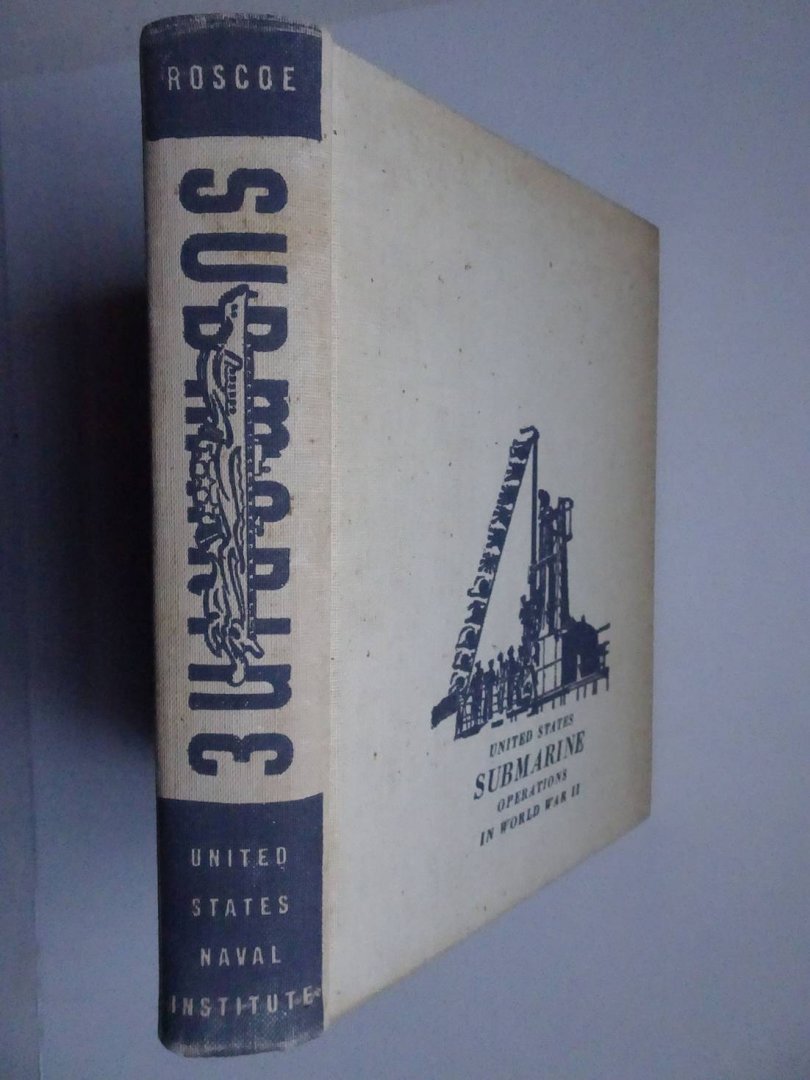 ROSCOE
SUBMARINE
UNITED
STATES
NAVAL
INSTITUTE
UNITED STATES
SUBMARINE
OPERATIONS
IN WORLD WAR II